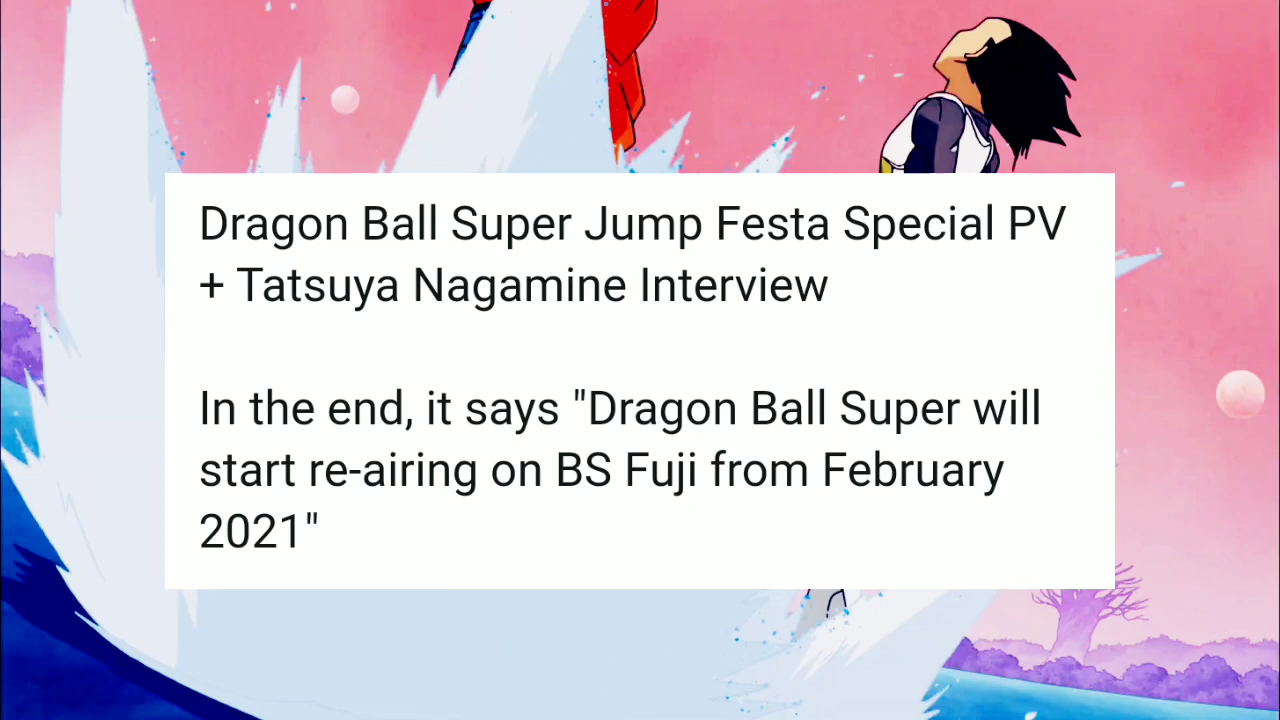 Dragon Ball Super Jump Festa Special PV
+ Tatsuya Nagamine Interview
In the end, it says "Dragon Ball Super will
start re-airing on BS Fuji from February
2021"